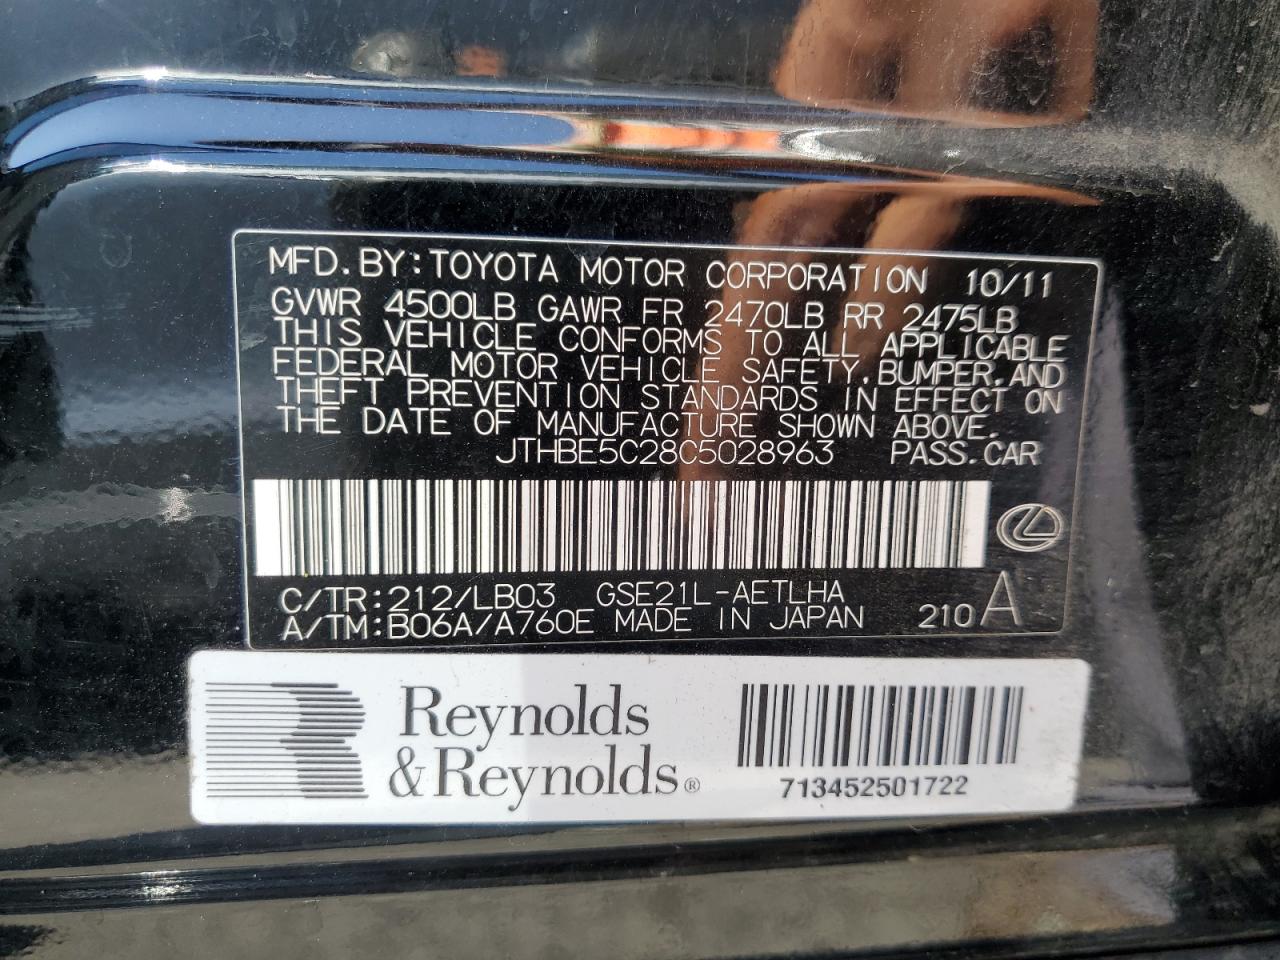 MFD.BY:TOYOTA MOTOR CORPORATION 10/11
GVWR 4500LB GAWR FR 2470LB RR 2475LB
THIS VEHICLE CONFORMS TO ALL APPLICABLE
FEDERAL MOTOR VEHICLE SAFETY,BUMPER,AND
THEFT PREVENTION STANDARDS IN EFFECT ON
THE DATE OF MANUFACTURE SHOWN ABOVE.
JTHBE5C28C5028963 PASS.CAR
C/TR:212/LB03 GSE21L-AETLHA
A/TM:B06A/A760E MADE IN JAPAN 210 A
Reynolds
&Reynolds®
713452501722